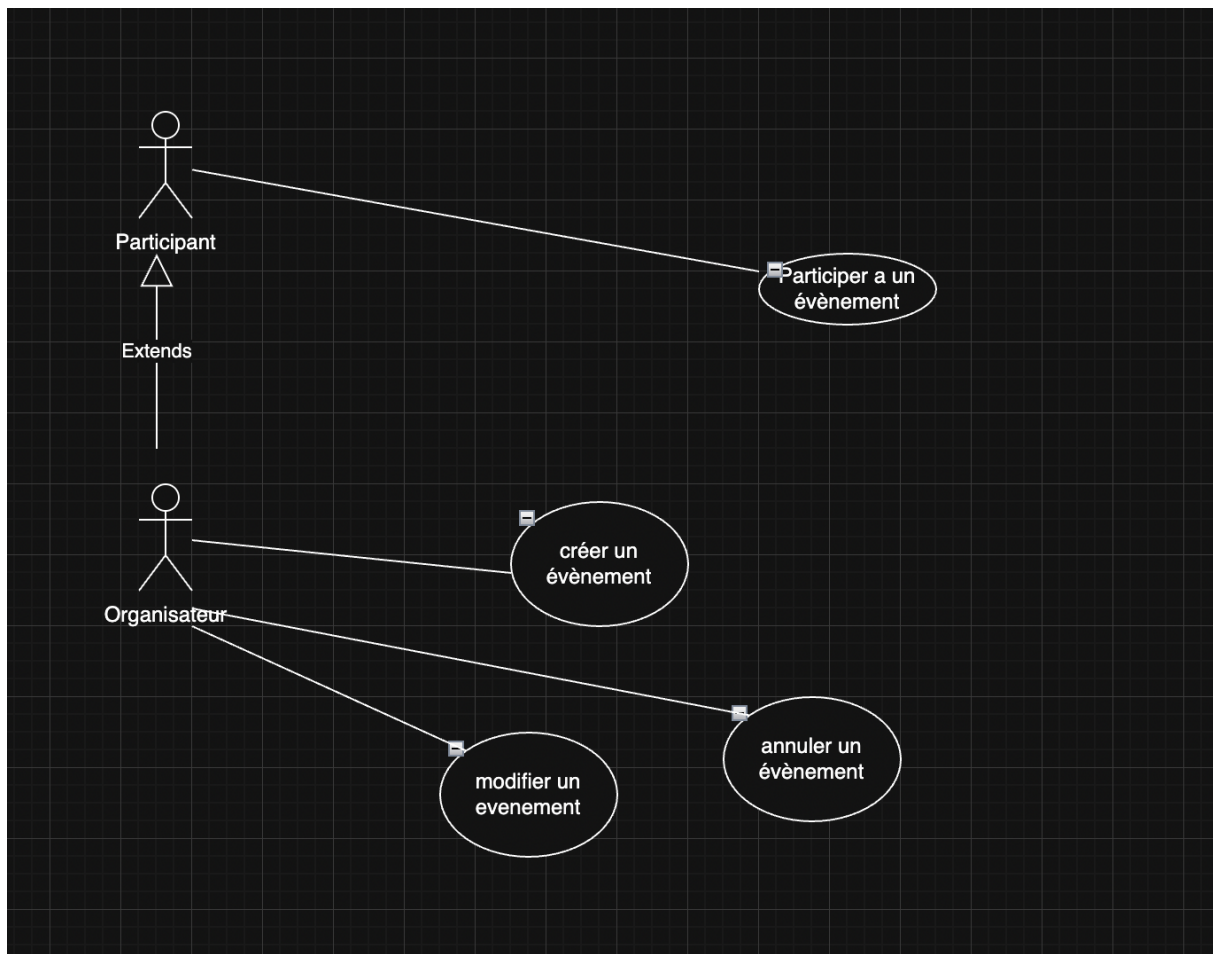 Participant
Participer a un
évènement
Extends
créer un
évènement
Organisateur
annuler un
évènement
modifier un
evenement